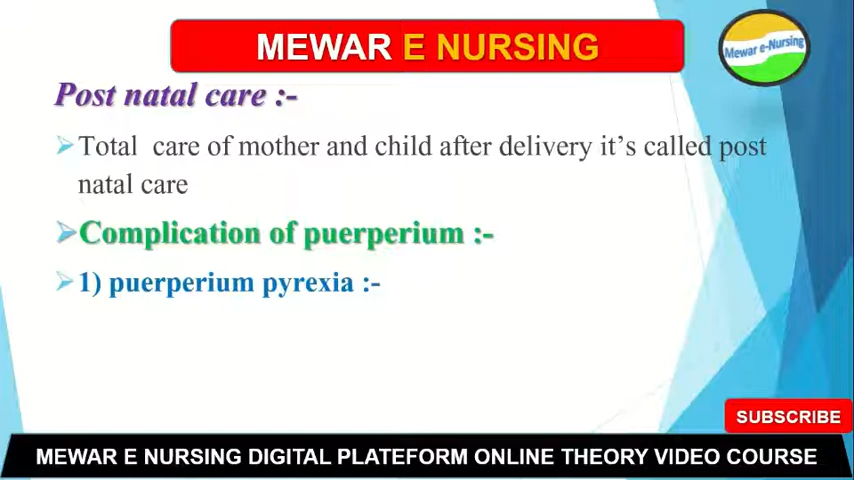 MEWAR E NURSING
Mewar e-Nursing
Post natal care :-
Total care of mother and child after delivery it's called post
natal care
Complication of puerperium :-
1) puerperium pyrexia :-
SUBSCRIBE
MEWAR E NURSING DIGITAL PLATEFORM ONLINE THEORY VIDEO COURSE